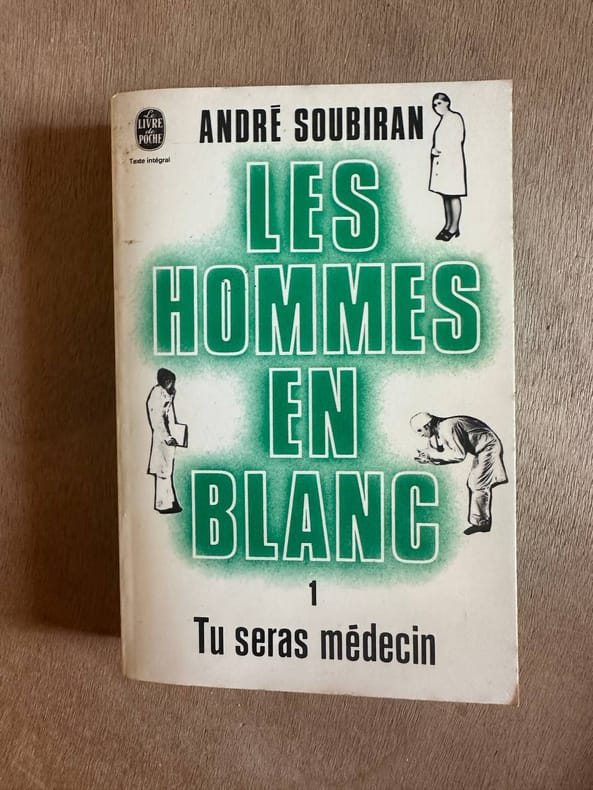 Le
LIVRE
de
POCHE
Texte intégral
ANDRÉ SOUBIRAN
LES
HOMMES
EN
BLANC
1
Tu seras médecin